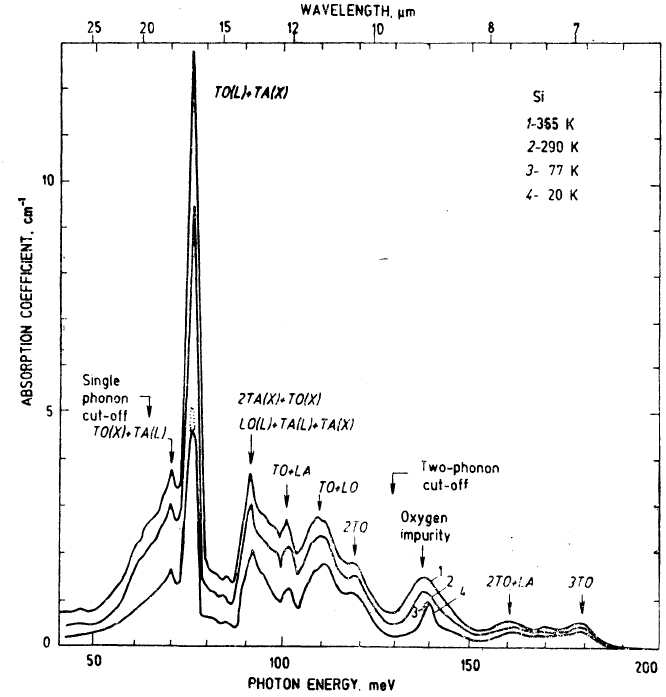 WAVELENGTH, µm
25 20 14 12 10 9 8 7
TO(L)+TA(X)
Si
1-365 K
2-290 K
3- 77 K
4- 20 K
ABSORPTION COEFFICIENT, cm⁻¹
10
5
0
Single
phonon
cut-off
TO(X)+TA(L)
2TA(X)+TO(X)
LO(L)+TA(L)+TA(X)
TO+LA
TO+LO
2TO
Two-phonon
cut-off
Oxygen
impurity
1
2
3
4
2TO+LA
3TO
50 100 150 200
PHOTON ENERGY, meV